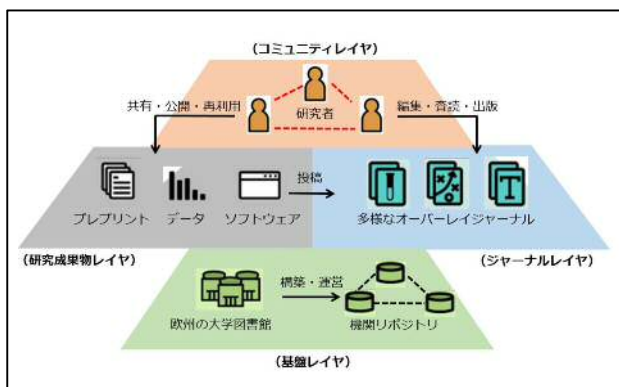 (コミュニティレイヤ)
共有・公開・再利用
研究者
編集・査読・出版
プレプリント
データ
ソフトウェア
投稿
多様なオーバーレイジャーナル
(研究成果物レイヤ)
(ジャーナルレイヤ)
欧州の大学図書館
構築・運営
機関リポジトリ
(基盤レイヤ)